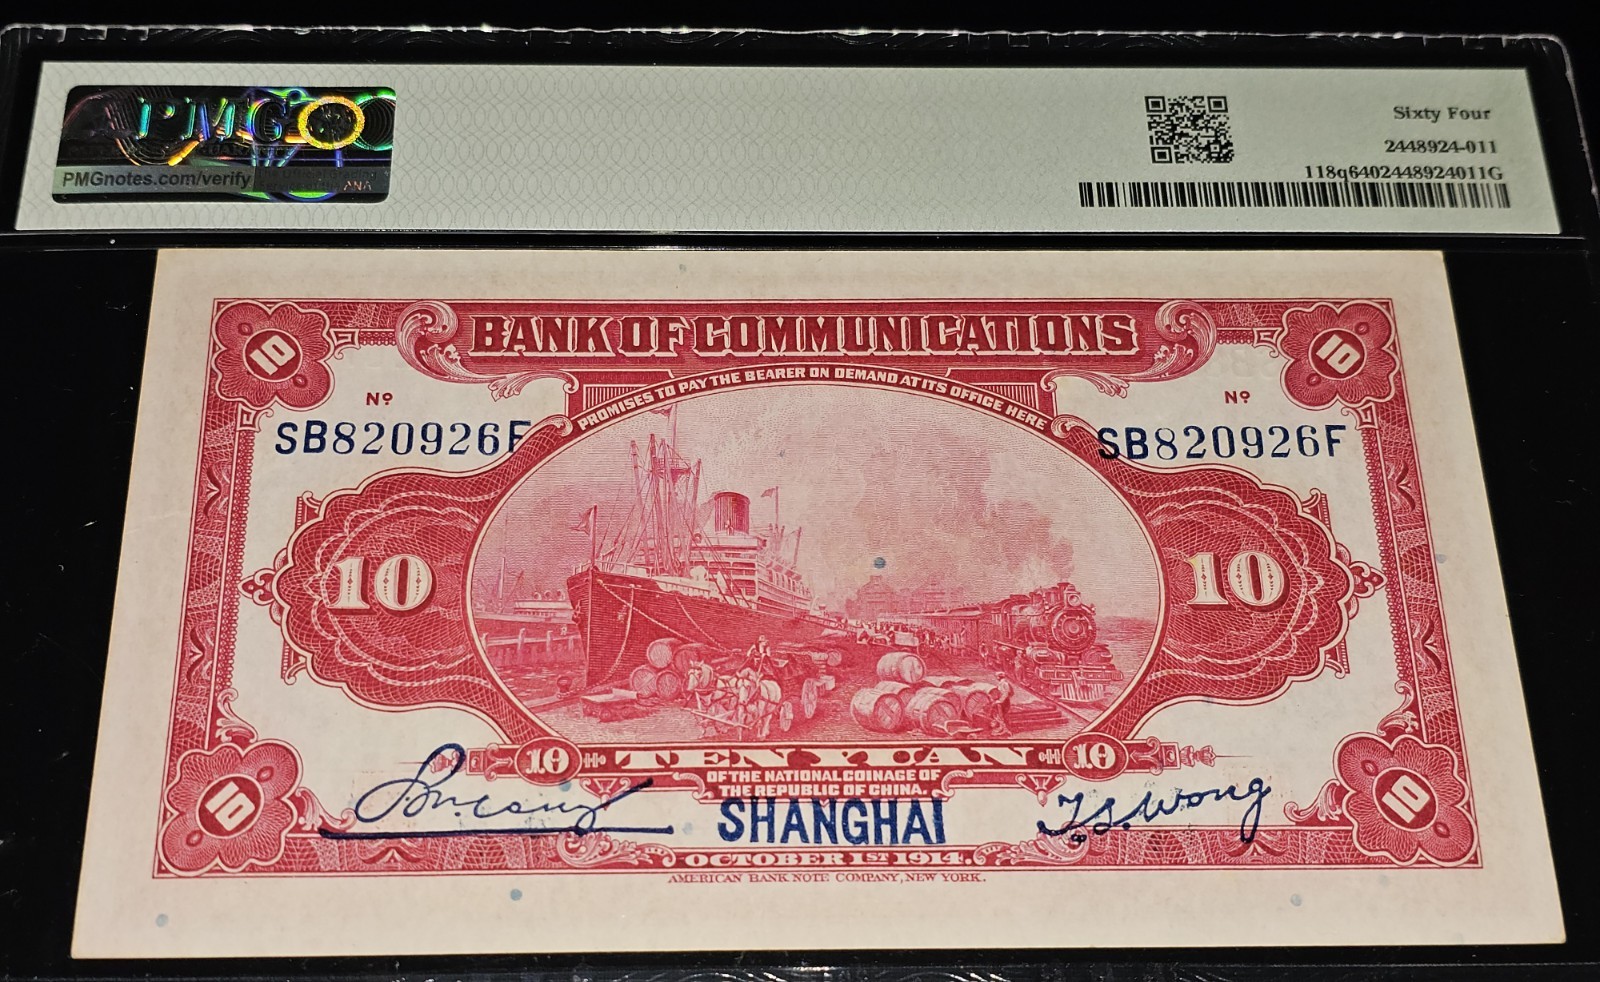 PMG
PMGnotes.com/verify
ANA
Sixty Four
2448924-011
118q6402448924011G
BANK OF COMMUNICATIONS
PROMISES TO PAY THE BEARER ON DEMAND AT ITS OFFICE HERE
10
10
Nº
Nº
SB820926F
SB820926F
10
10
10 TEN YUAN 10
OF THE NATIONAL COINAGE OF
THE REPUBLIC OF CHINA.
10
SHANGHAI
T.S. Wong
10
OCTOBER 1ST 1914.
AMERICAN BANK NOTE COMPANY, NEW YORK.